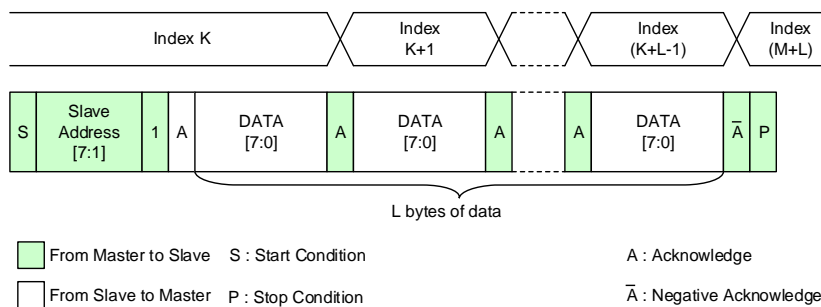 Index K
Index
K+1
Index
(K+L-1)
Index
(M+L)
S
Slave
Address
[7:1]
1
A
DATA
[7:0]
A
DATA
[7:0]
A
A
DATA
[7:0]
A̅
P
L bytes of data
From Master to Slave
S : Start Condition
A : Acknowledge
From Slave to Master
P : Stop Condition
A̅ : Negative Acknowledge